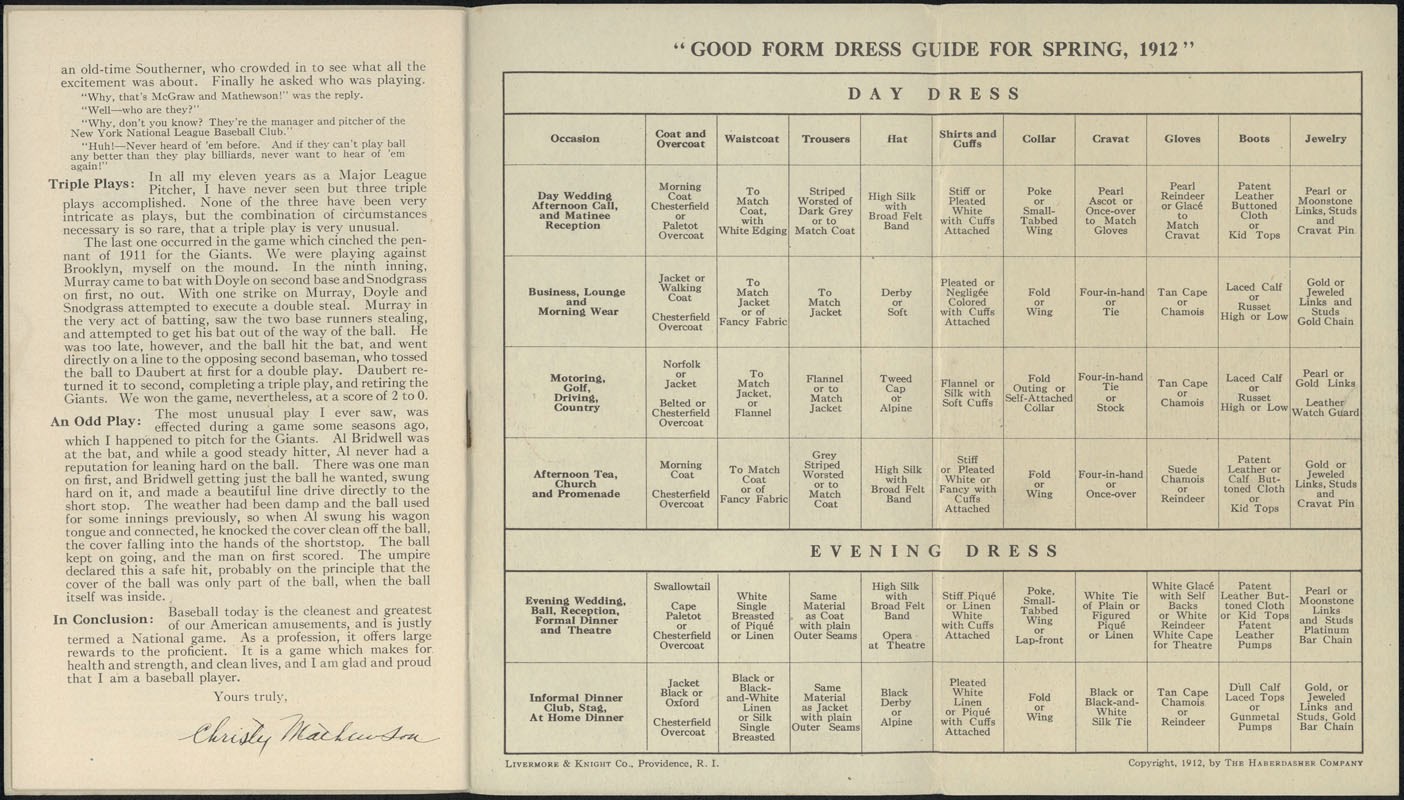 an old-time Southerner, who crowded in to see what all the
excitement was about. Finally he asked who was playing.
"Why, that's McGraw and Mathewson!" was the reply.
"Well—who are they?"
"Why, don't you know? They're the manager and pitcher of the
New York National League Baseball Club."
"Huh!—Never heard of 'em before. And if they can't play ball
any better than they play billiards, never want to hear of 'em
again!"
Triple Plays: In all my eleven years as a Major League
Pitcher, I have never seen but three triple
plays accomplished. None of the three have been very
intricate as plays, but the combination of circumstances
necessary is so rare, that a triple play is very unusual.
The last one occurred in the game which cinched the pen-
nant of 1911 for the Giants. We were playing against
Brooklyn, myself on the mound. In the ninth inning,
Murray came to bat with Doyle on second base and Snodgrass
on first, no out. With one strike on Murray, Doyle and
Snodgrass attempted to execute a double steal. Murray in
the very act of batting, saw the two base runners stealing,
and attempted to get his bat out of the way of the ball. He
was too late, however, and the ball hit the bat, and went
directly on a line to the opposing second baseman, who tossed
the ball to Daubert at first for a double play. Daubert re-
turned it to second, completing a triple play, and retiring the
Giants. We won the game, nevertheless, at a score of 2 to 0.
An Odd Play: The most unusual play I ever saw, was
effected during a game some seasons ago,
which I happened to pitch for the Giants. Al Bridwell was
at the bat, and while a good steady hitter, Al never had a
reputation for leaning hard on the ball. There was one man
on first, and Bridwell getting just the ball he wanted, swung
hard on it, and made a beautiful line drive directly to the
short stop. The weather had been damp and the ball used
for some innings previously, so when Al swung his wagon
tongue and connected, he knocked the cover clean off the ball,
the cover falling into the hands of the shortstop. The ball
kept on going, and the man on first scored. The umpire
declared this a safe hit, probably on the principle that the
cover of the ball was only part of the ball, when the ball
itself was inside.
In Conclusion: Baseball today is the cleanest and greatest
of our American amusements, and is justly
termed a National game. As a profession, it offers large
rewards to the proficient. It is a game which makes for
health and strength, and clean lives, and I am glad and proud
that I am a baseball player.
Yours truly,
Christy Mathewson
"GOOD FORM DRESS GUIDE FOR SPRING, 1912"
DAY DRESS
Occasion
Coat and
Overcoat
Waistcoat
Trousers
Hat
Shirts and
Cuffs
Collar
Cravat
Gloves
Boots
Jewelry
Day Wedding
Afternoon Call,
and Matinee
Reception
Morning
Coat
Chesterfield
or
Paletot
Overcoat
To
Match
Coat,
with
White Edging
Striped
Worsted of
Dark Grey
or to
Match Coat
High Silk
with
Broad Felt
Band
Stiff or
Pleated
White
with Cuffs
Attached
Poke
or
Small-
Tabbed
Wing
Pearl
Ascot or
Once-over
to Match
Gloves
Pearl
Reindeer
or Glacé
to
Match
Cravat
Patent
Leather
Buttoned
Cloth
or
Kid Tops
Pearl or
Moonstone
Links, Studs
and
Cravat Pin
Business, Lounge
and
Morning Wear
Jacket or
Walking
Coat
Chesterfield
Overcoat
To
Match
Jacket
or of
Fancy Fabric
To
Match
Jacket
Derby
or
Soft
Pleated or
Negligée
Colored
with Cuffs
Attached
Fold
or
Wing
Four-in-hand
or
Tie
Tan Cape
or
Chamois
Laced Calf
or
Russet
High or Low
Gold or
Jeweled
Links and
Studs
Gold Chain
Motoring,
Golf,
Driving,
Country
Norfolk
or
Jacket
Belted or
Chesterfield
Overcoat
To
Match
Jacket,
or
Flannel
Flannel
or to
Match
Jacket
Tweed
Cap
or
Alpine
Flannel or
Silk with
Soft Cuffs
Fold
Outing or
Self-Attached
Collar
Four-in-hand
Tie
or
Stock
Tan Cape
or
Chamois
Laced Calf
or
Russet
High or Low
Pearl or
Gold Links
Leather
Watch Guard
Afternoon Tea,
Church
and Promenade
Morning
Coat
Chesterfield
Overcoat
To Match
Coat
or of
Fancy Fabric
Grey
Striped
Worsted
or to
Match
Coat
High Silk
with
Broad Felt
Band
Stiff
or Pleated
White or
Fancy with
Cuffs
Attached
Fold
or
Wing
Four-in-hand
or
Once-over
Suede
Chamois
or
Reindeer
Patent
Leather or
Calf But-
toned Cloth
or
Kid Tops
Gold or
Jeweled
Links, Studs
and
Cravat Pin
EVENING DRESS
Evening Wedding,
Ball, Reception,
Formal Dinner
and Theatre
Swallowtail
Cape
Paletot
or
Chesterfield
Overcoat
White
Single
Breasted
of Piqué
or Linen
Same
Material
as Coat
with plain
Outer Seams
High Silk
with
Broad Felt
Band
Opera
at Theatre
Stiff Piqué
or Linen
White
with Cuffs
Attached
Poke,
Small-
Tabbed
Wing
or
Lap-front
White Tie
of Plain or
Figured
Piqué
or Linen
White Glacé
with Self
Backs
or White
Reindeer
White Cape
for Theatre
Patent
Leather But-
toned Cloth
or Kid Tops
Patent
Leather
Pumps
Pearl or
Moonstone
Links
and Studs
Platinum
Bar Chain
Informal Dinner
Club, Stag,
At Home Dinner
Jacket
Black or
Oxford
Chesterfield
Overcoat
Black or
Black-
and-White
Linen
or Silk
Single
Breasted
Same
Material
as Jacket
with plain
Outer Seams
Black
Derby
or
Alpine
Pleated
White
Linen
or Piqué
with Cuffs
Attached
Fold
or
Wing
Black or
Black-and-
White
Silk Tie
Tan Cape
Chamois
or
Reindeer
Dull Calf
Laced Tops
or
Gunmetal
Pumps
Gold, or
Jeweled
Links and
Studs, Gold
Bar Chain
LIVERMORE & KNIGHT CO., Providence, R. I.
Copyright, 1912, by THE HABERDASHER COMPANY